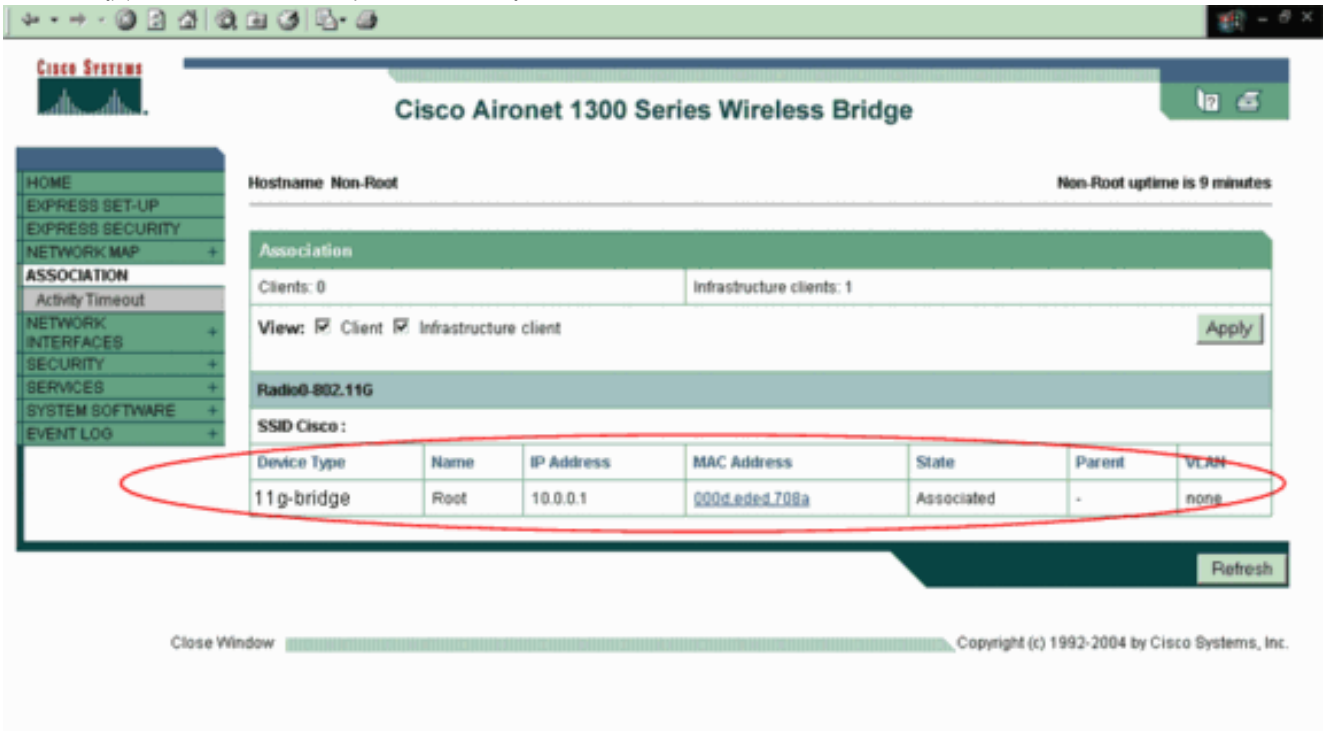 Cisco Systems
Cisco Aironet 1300 Series Wireless Bridge
HOME
EXPRESS SET-UP
EXPRESS SECURITY
NETWORK MAP +
ASSOCIATION
Activity Timeout
NETWORK INTERFACES +
SECURITY +
SERVICES +
SYSTEM SOFTWARE +
EVENT LOG +
Hostname Non-Root Non-Root uptime is 9 minutes
Association
Clients: 0 Infrastructure clients: 1
View: Client Infrastructure client Apply
Radio0-802.11G
SSID Cisco :
Device Type Name IP Address MAC Address State Parent VLAN
11g-bridge Root 10.0.0.1 000d.eded.708a Associated - none
Refresh
Close Window Copyright (c) 1992-2004 by Cisco Systems, Inc.